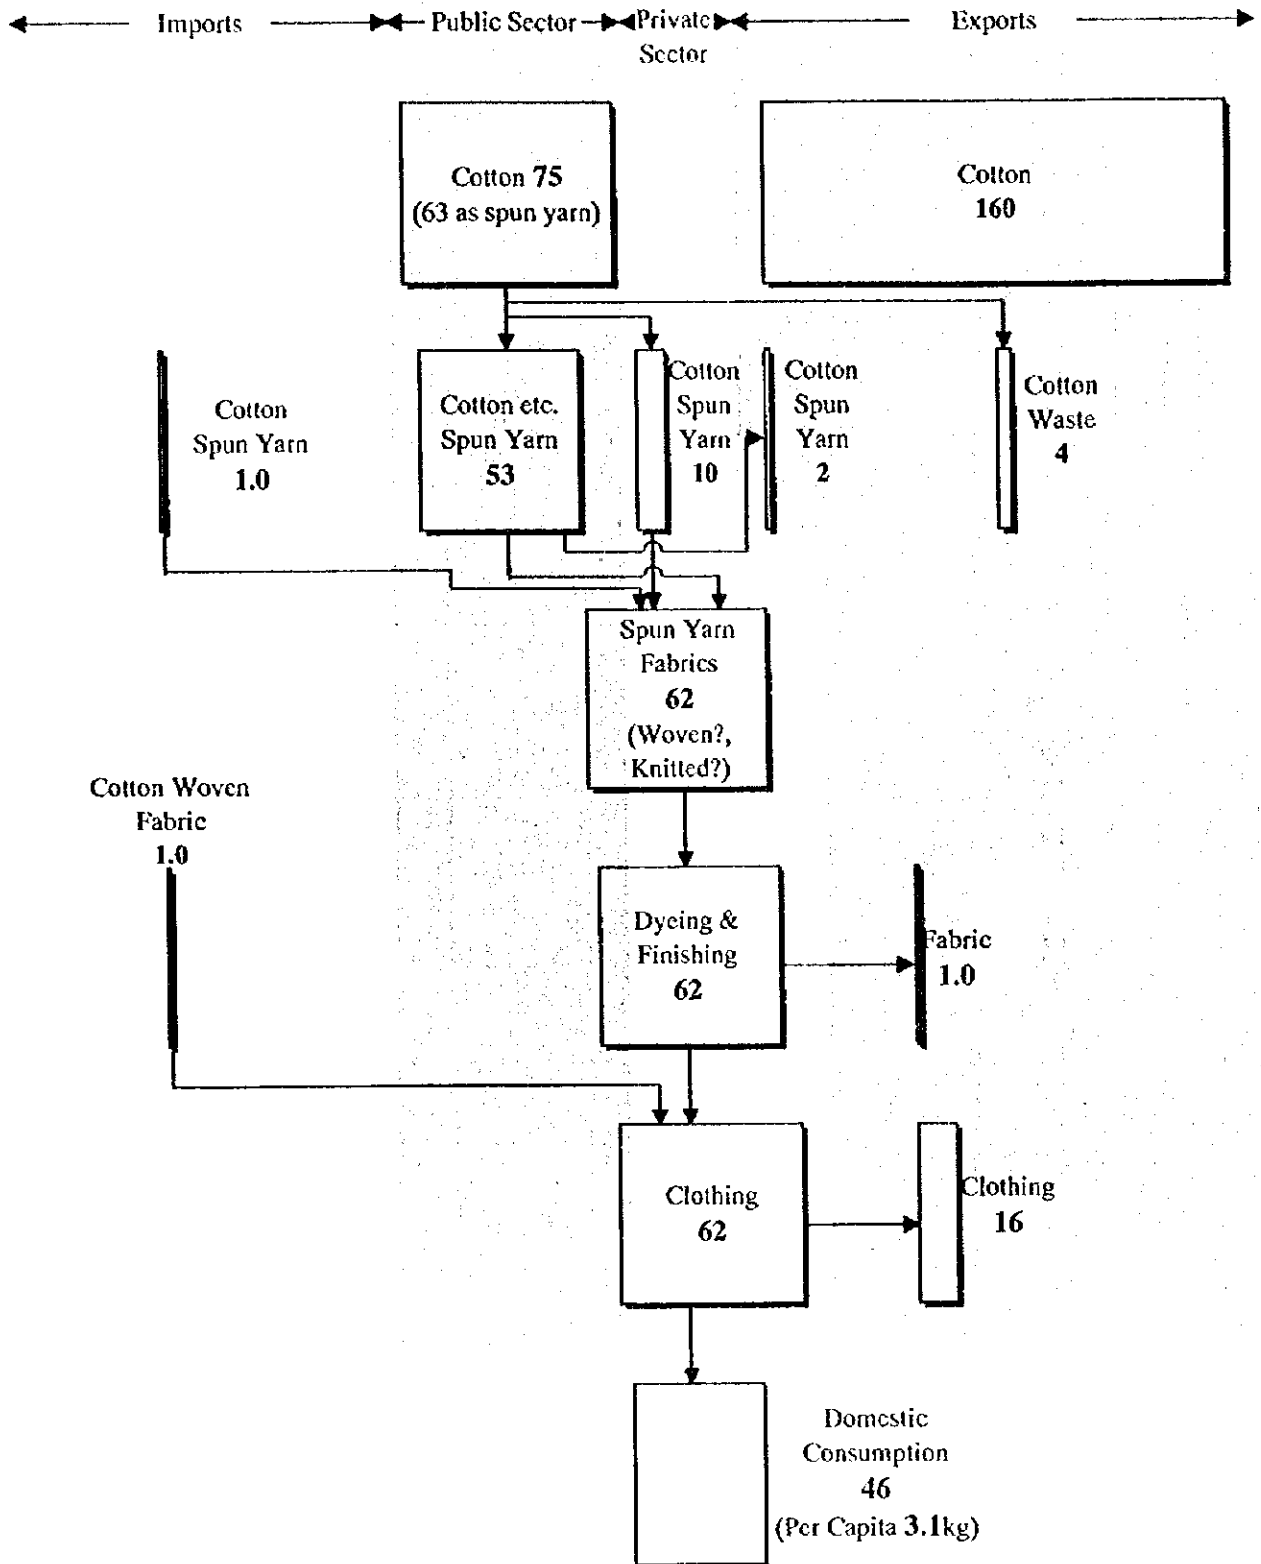 Imports
Public Sector
Private
Sector
Exports
Cotton 75
(63 as spun yarn)
Cotton
160
Cotton
Spun Yarn
1.0
Cotton etc.
Spun Yarn
53
Cotton
Spun
Yarn
10
Cotton
Spun
Yarn
2
Cotton
Waste
4
Spun Yarn
Fabrics
62
(Woven?,
Knitted?)
Cotton Woven
Fabric
1.0
Dyeing &
Finishing
62
Fabric
1.0
Clothing
62
Clothing
16
Domestic
Consumption
46
(Per Capita 3.1kg)